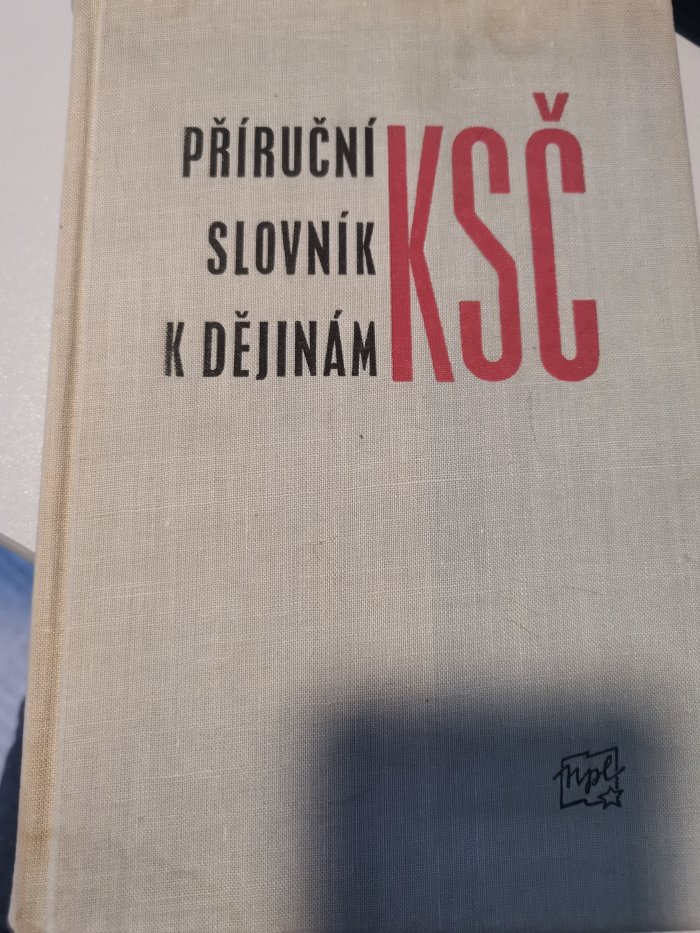 PŘÍRUČNÍ
SLOVNÍK
K DĚJINÁM
KSČ
npl